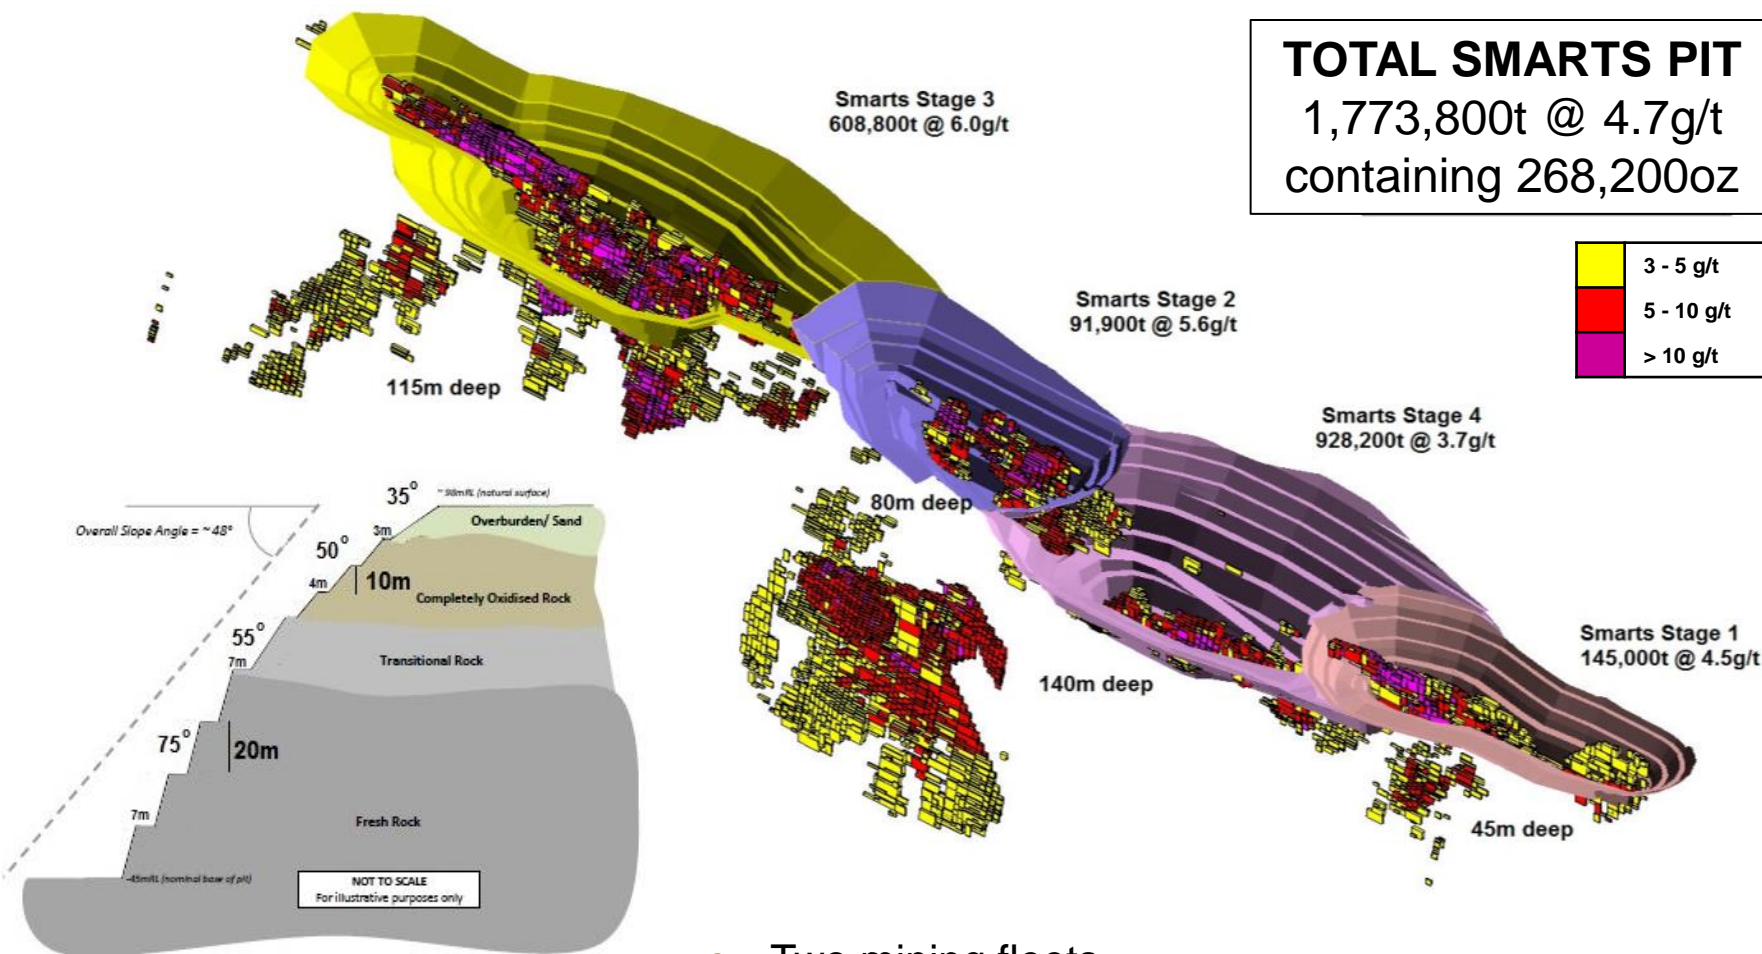 TOTAL SMARTS PIT
1,773,800t @ 4.7g/t
containing 268,200oz
Smarts Stage 3
608,800t @ 6.0g/t
3 - 5 g/t
5 - 10 g/t
> 10 g/t
Smarts Stage 2
91,900t @ 5.6g/t
115m deep
Smarts Stage 4
928,200t @ 3.7g/t
80m deep
Smarts Stage 1
145,000t @ 4.5g/t
140m deep
45m deep
35°
~ 98mRL (natural surface)
Overall Slope Angle = ~48°
Overburden/ Sand
3m
50°
4m
10m
Completely Oxidised Rock
55°
7m
Transitional Rock
75°
20m
7m
Fresh Rock
-45mRL (nominal base of pit)
NOT TO SCALE
For illustrative purposes only
Two mining fleets